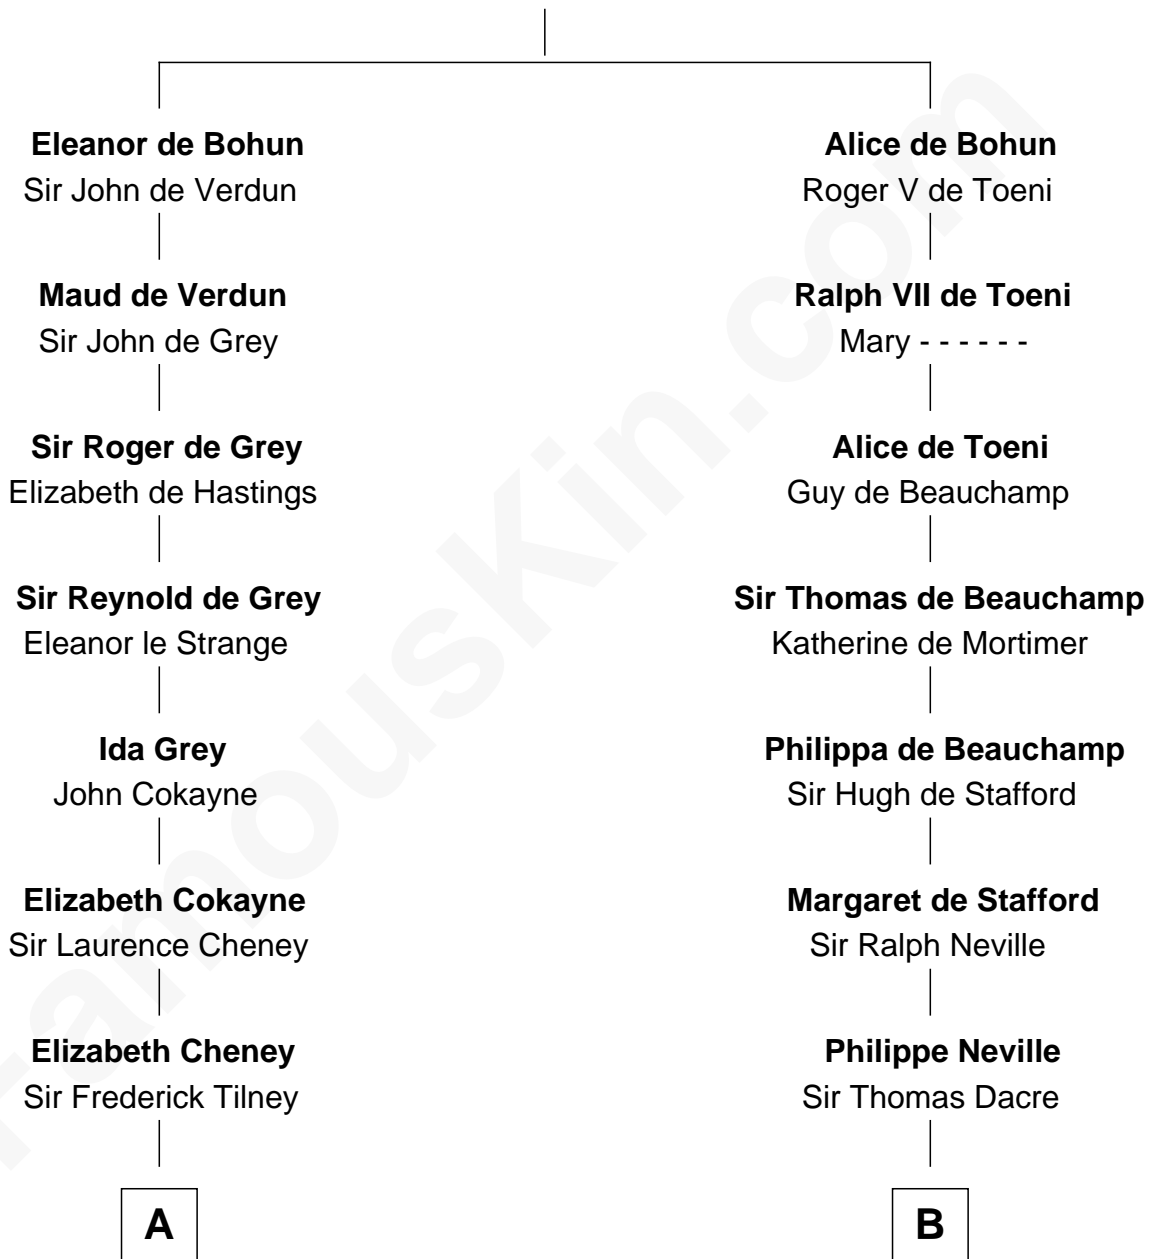 Eleanor de Bohun
Sir John de Verdun
Maud de Verdun
Sir John de Grey
Sir Roger de Grey
Elizabeth de Hastings
Sir Reynold de Grey
Eleanor le Strange
Ida Grey
John Cokayne
Elizabeth Cokayne
Sir Laurence Cheney
Elizabeth Cheney
Sir Frederick Tilney
A
Alice de Bohun
Roger V de Toeni
Ralph VII de Toeni
Mary - - - - - -
Alice de Toeni
Guy de Beauchamp
Sir Thomas de Beauchamp
Katherine de Mortimer
Philippa de Beauchamp
Sir Hugh de Stafford
Margaret de Stafford
Sir Ralph Neville
Philippe Neville
Sir Thomas Dacre
B
FamousKin.com